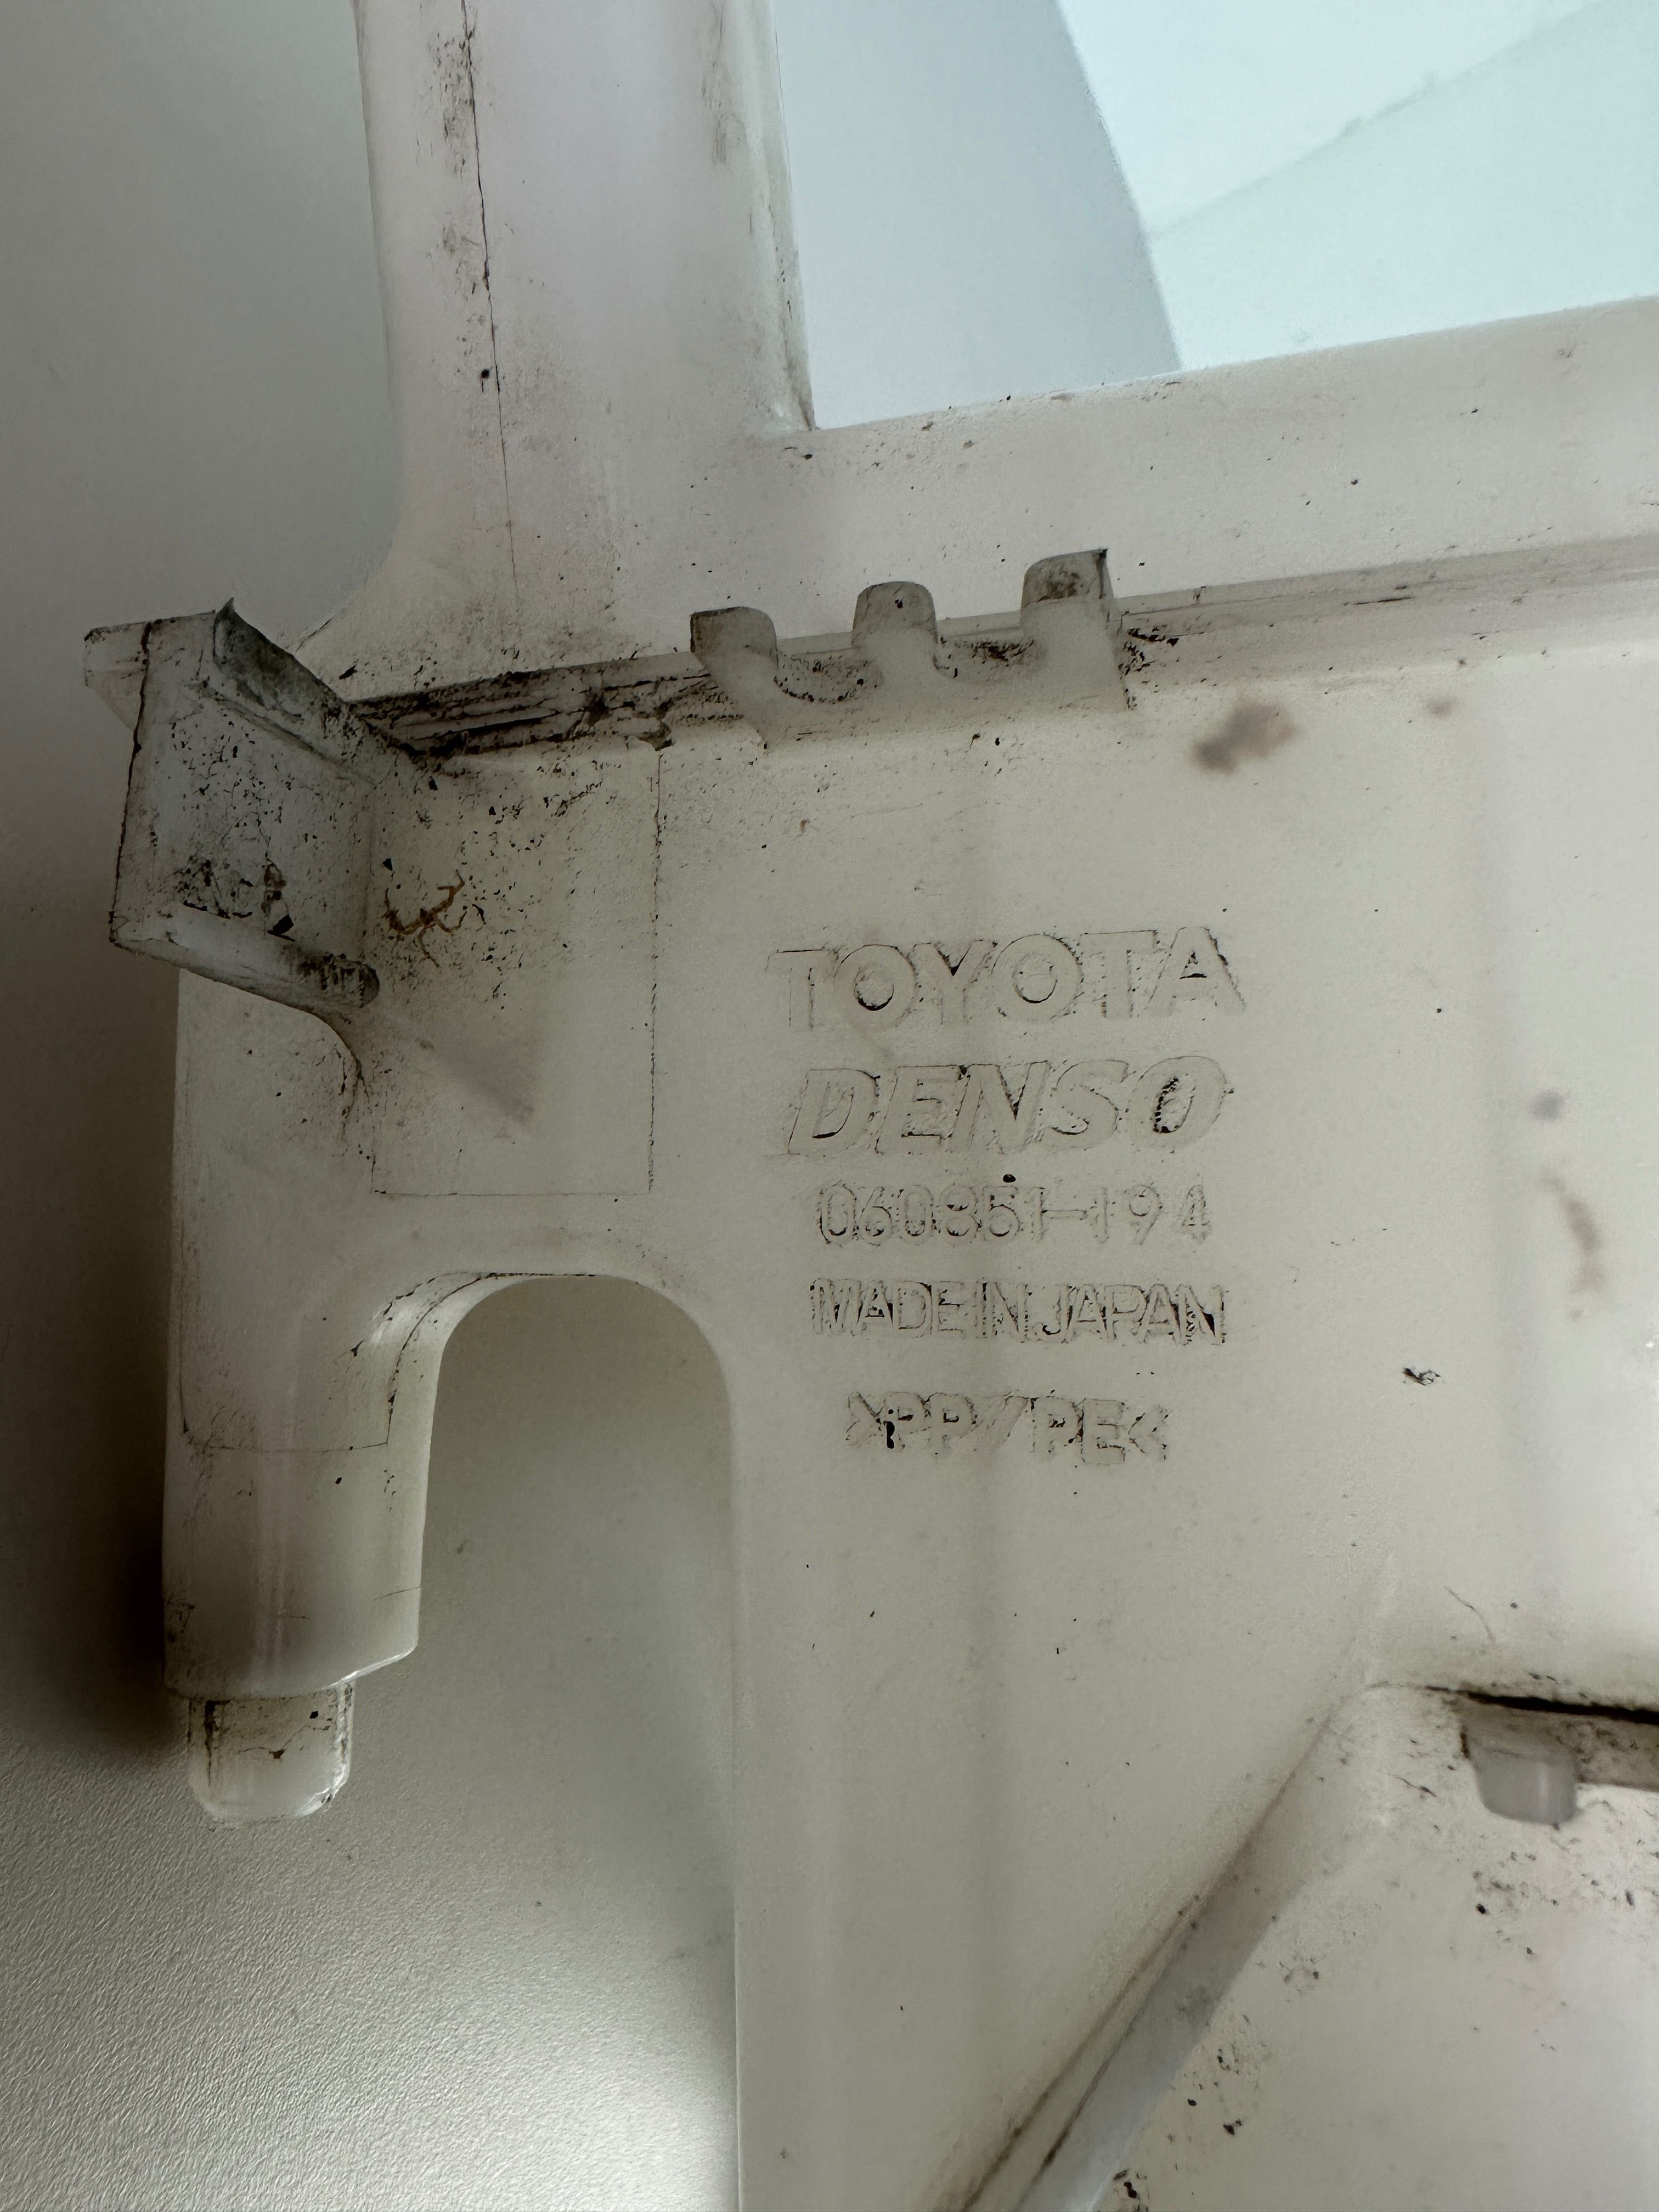 TOYOTA
DENSO
060851-194
MADE IN JAPAN
>PP/PE<